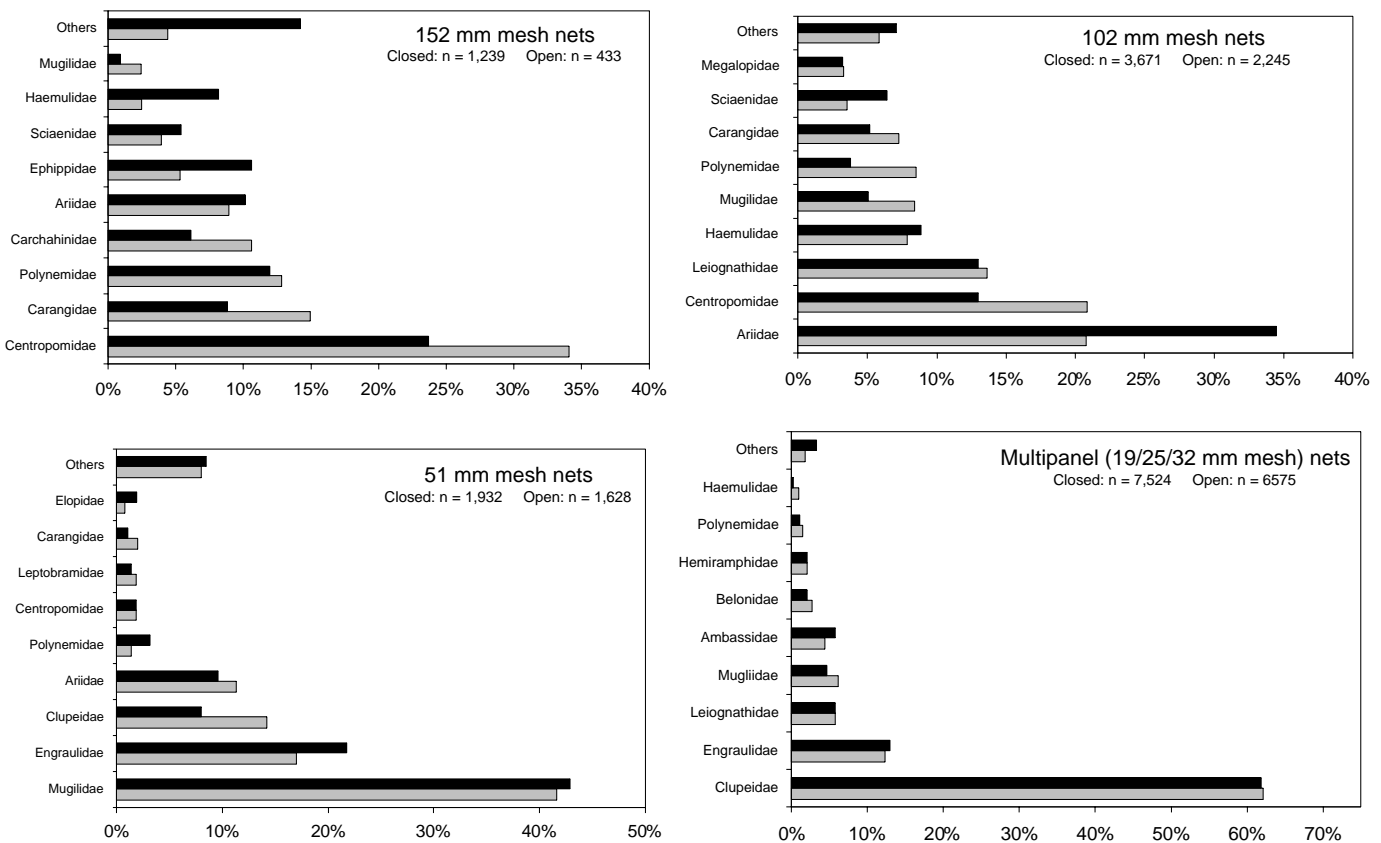 152 mm mesh nets
Closed: n = 1,239 Open: n = 433
Others
Mugilidae
Haemulidae
Sciaenidae
Ephippidae
Ariidae
Carchahinidae
Polynemidae
Carangidae
Centropomidae
0% 5% 10% 15% 20% 25% 30% 35% 40%
102 mm mesh nets
Closed: n = 3,671 Open: n = 2,245
Others
Megalopidae
Sciaenidae
Carangidae
Polynemidae
Mugilidae
Haemulidae
Leiognathidae
Centropomidae
Ariidae
0% 5% 10% 15% 20% 25% 30% 35% 40%
51 mm mesh nets
Closed: n = 1,932 Open: n = 1,628
Others
Elopidae
Carangidae
Leptobramidae
Centropomidae
Polynemidae
Ariidae
Clupeidae
Engraulidae
Mugilidae
0% 10% 20% 30% 40% 50%
Multipanel (19/25/32 mm mesh) nets
Closed: n = 7,524 Open: n = 6575
Others
Haemulidae
Polynemidae
Hemiramphidae
Belonidae
Ambassidae
Mugliidae
Leiognathidae
Engraulidae
Clupeidae
0% 10% 20% 30% 40% 50% 60% 70%